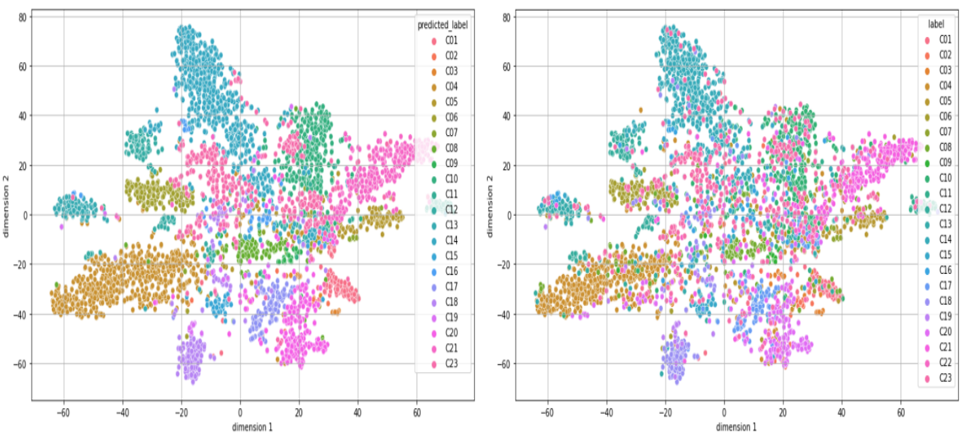 predicted_label
C01
C02
C03
C04
C05
C06
C07
C08
C09
C10
C11
C12
C13
C14
C15
C16
C17
C18
C19
C20
C21
C23
80
60
40
20
0
−20
−40
−60
dimension 2
−60 −40 −20 0 20 40 60
dimension 1
label
C01
C02
C03
C04
C05
C06
C07
C08
C09
C10
C11
C12
C13
C14
C15
C16
C17
C18
C19
C20
C21
C22
C23
80
60
40
20
0
−20
−40
−60
dimension 2
−60 −40 −20 0 20 40 60
dimension 1